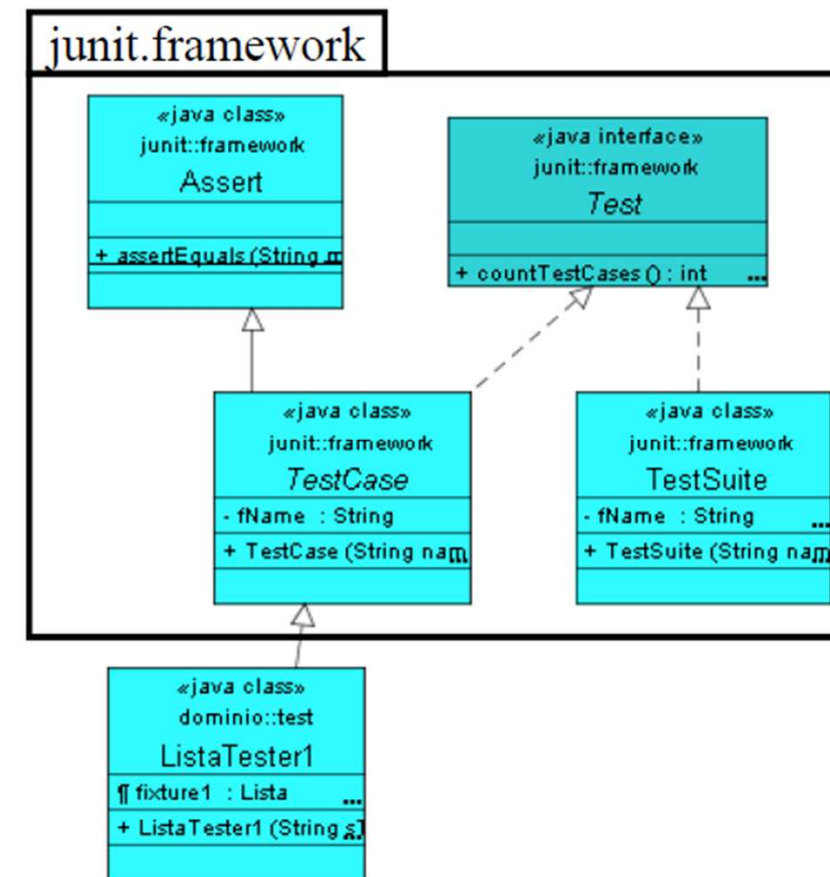 junit.framework
«java class»
junit::framework
Assert
+ assertEquals (String
«java interface»
junit::framework
Test
+ countTestCases () : int ...
«java class»
junit::framework
TestCase
- fName : String
+ TestCase (String nam
«java class»
junit::framework
TestSuite
- fName : String ...
+ TestSuite (String nam
«java class»
dominio::test
ListaTester1
¶ fixture1 : Lista ...
+ ListaTester1 (String s